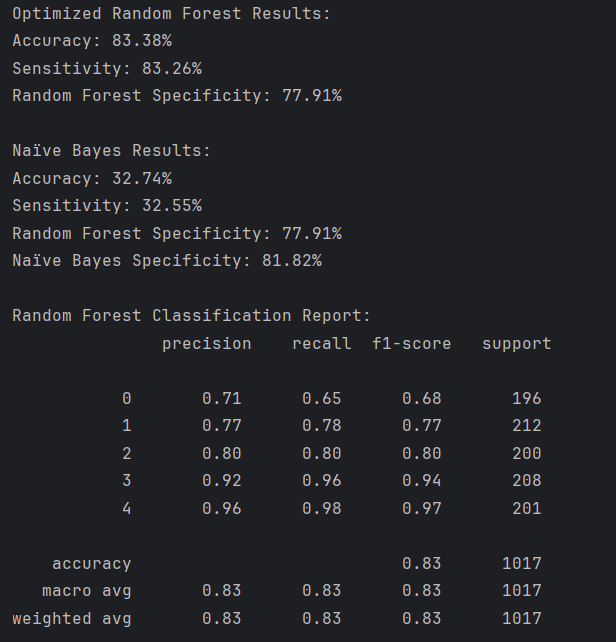 Optimized Random Forest Results:
Accuracy: 83.38%
Sensitivity: 83.26%
Random Forest Specificity: 77.91%
Naïve Bayes Results:
Accuracy: 32.74%
Sensitivity: 32.55%
Random Forest Specificity: 77.91%
Naïve Bayes Specificity: 81.82%
Random Forest Classification Report:
precision recall f1-score support
0 0.71 0.65 0.68 196
1 0.77 0.78 0.77 212
2 0.80 0.80 0.80 200
3 0.92 0.96 0.94 208
4 0.96 0.98 0.97 201
accuracy 0.83 1017
macro avg 0.83 0.83 0.83 1017
weighted avg 0.83 0.83 0.83 1017